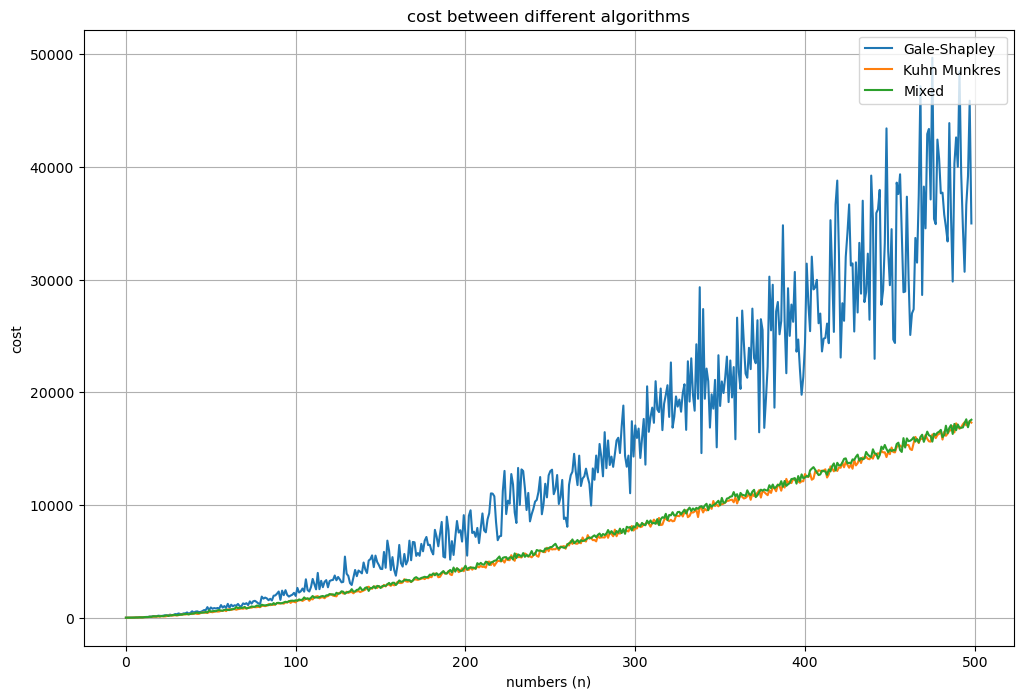 cost between different algorithms
Gale-Shapley
Kuhn Munkres
Mixed
50000
40000
30000
20000
10000
0
cost
0 100 200 300 400 500
numbers (n)